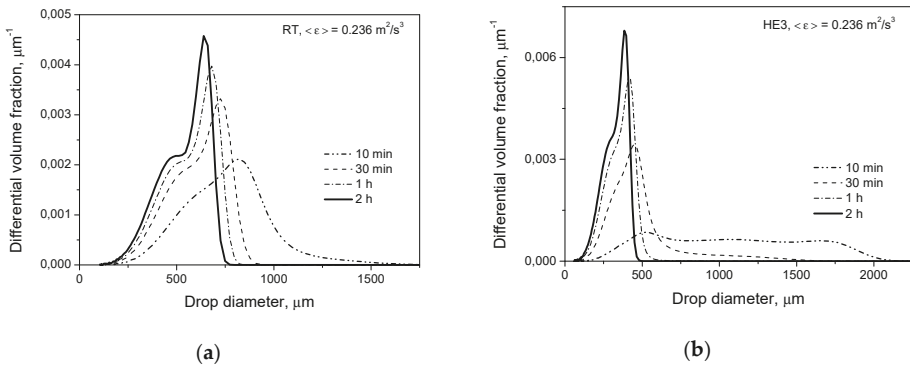 RT, <ε> = 0.236 m²/s³
Differential volume fraction, μm⁻¹
0,005
0,004
0,003
0,002
0,001
0,000
10 min
30 min
1 h
2 h
0 500 1000 1500
Drop diameter, μm
(a)
HE3, <ε> = 0.236 m²/s³
Differential volume fraction, μm⁻¹
0,006
0,003
0,000
10 min
30 min
1 h
2 h
0 500 1000 1500 2000
Drop diameter, μm
(b)